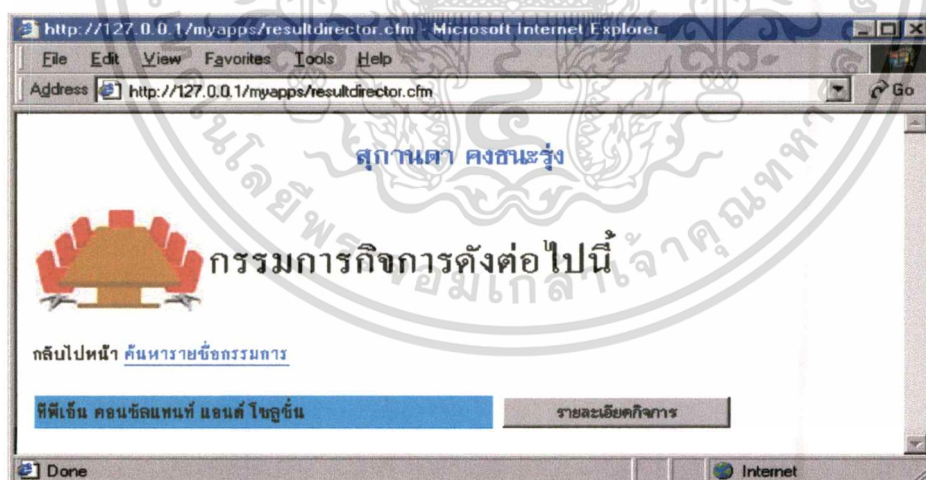 http://127.0.0.1/myapps/resultdirector.cfm - Microsoft Internet Explorer
File Edit View Favorites Tools Help
Address http://127.0.0.1/myapps/resultdirector.cfm Go
สุกานดา คงธนะรุ่ง
กรรมการกิจการดังต่อไปนี้
กลับไปหน้า ค้นหารายชื่อกรรมการ
ทีพีเอ็น คอนซัลแทนท์ แอนด์ โซลูชั่น รายละเอียดกิจการ
Done Internet